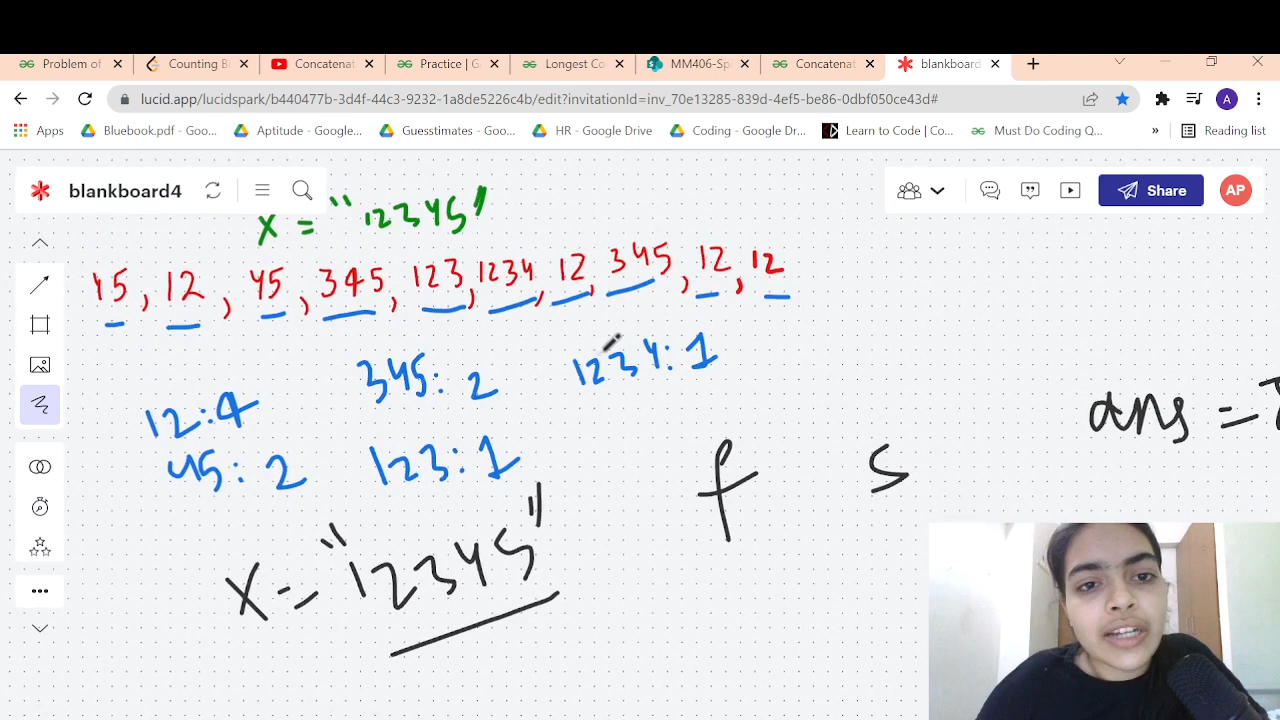 Problem of
Counting Bi
Concatenat
Practice | G
Longest Co
MM406-Sp
Concatenat
blankboard
lucid.app/lucidspark/b440477b-3d4f-44c3-9232-1a8de5226c4b/edit?invitationId=inv_70e13285-839d-4ef5-be86-0dbf050ce43d#
A
Apps
Bluebook.pdf - Goo...
Aptitude - Google...
Guesstimates - Goo...
HR - Google Drive
Coding - Google Dr...
Learn to Code | Co...
Must Do Coding Q...
»
Reading list
blankboard4
Share
AP
x = "12345"
45, 12, 45, 345, 123, 1234, 12, 345, 12, 12
345: 2
1234: 1
12:4
45: 2
123: 1
ans =
f s
x = "12345"